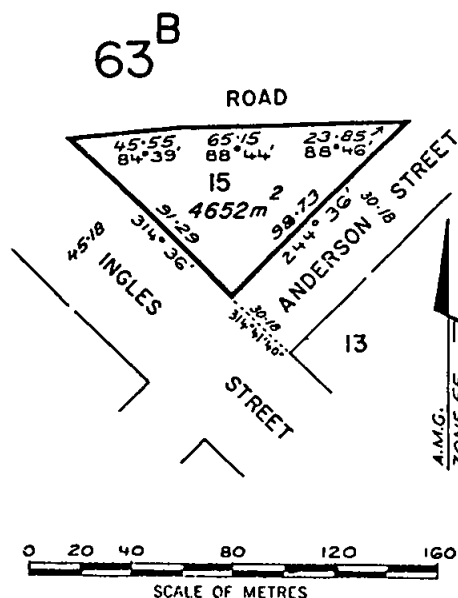 63 B
ROAD
45·55 65·15 23·85
84°39' 88°44' 88°46'
15
4652m²
91·29
314° 36'
98·73
244° 36'
30·18
ANDERSON STREET
45·18
INGLES STREET
30·18
314°41'40"
13
A.M.G.
0 20 40 80 120 160
SCALE OF METRES